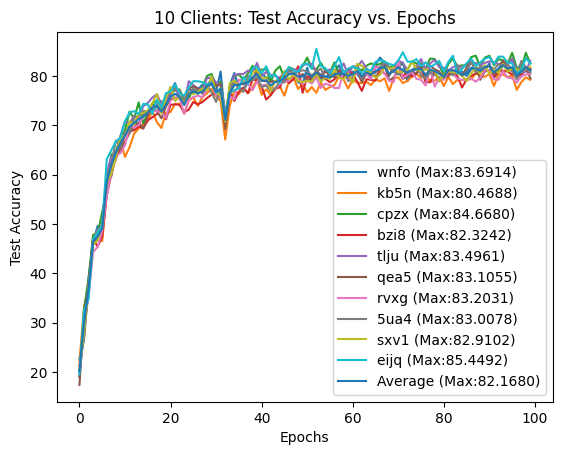 10 Clients: Test Accuracy vs. Epochs
Test Accuracy
80
70
60
50
40
30
20
wnfo (Max:83.6914)
kb5n (Max:80.4688)
cpzx (Max:84.6680)
bzi8 (Max:82.3242)
tlju (Max:83.4961)
qea5 (Max:83.1055)
rvxg (Max:83.2031)
5ua4 (Max:83.0078)
sxv1 (Max:82.9102)
eijq (Max:85.4492)
Average (Max:82.1680)
0 20 40 60 80 100
Epochs